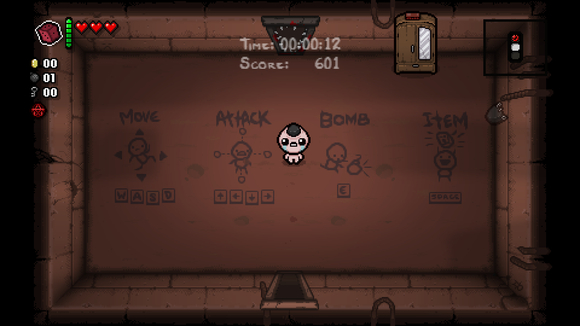 TIME: 00:00:12
SCORE: 601
00
01
00
MOVE ATTACK BOMB ITEM
W A S D
E
SPACE